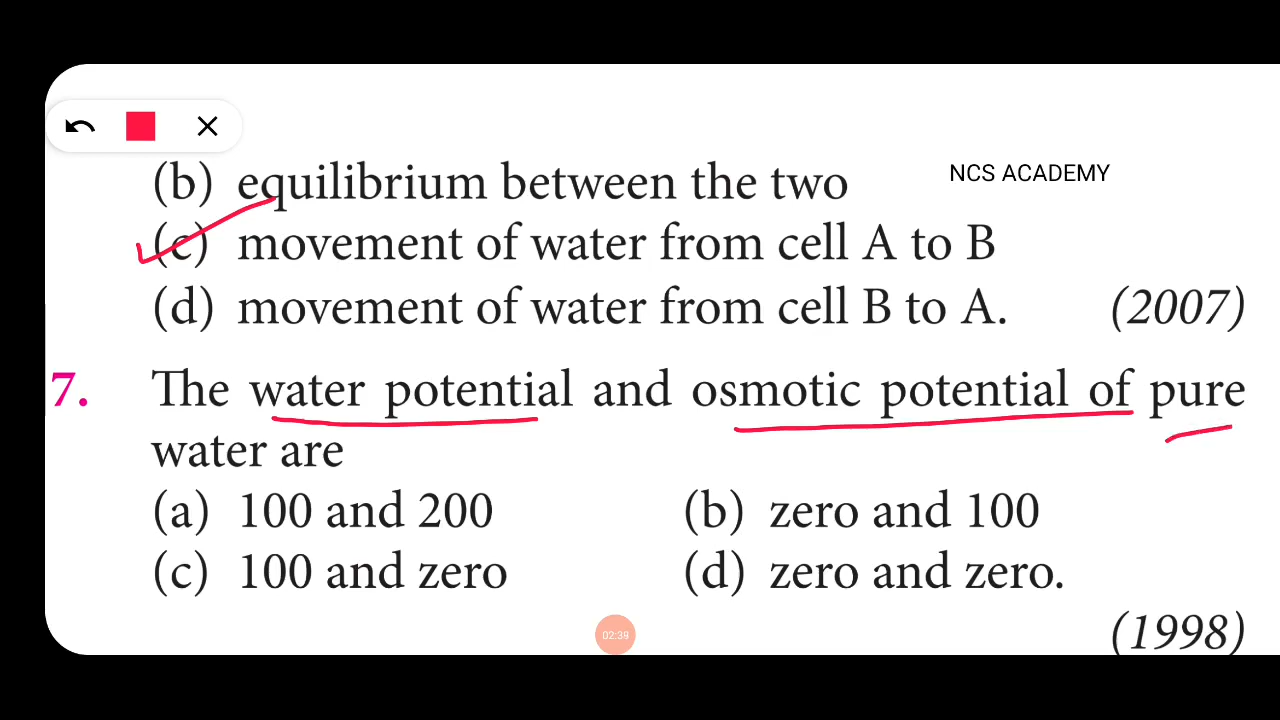 (b) equilibrium between the two
NCS ACADEMY
(c) movement of water from cell A to B
(d) movement of water from cell B to A. (2007)
7. The water potential and osmotic potential of pure
water are
(a) 100 and 200 (b) zero and 100
(c) 100 and zero (d) zero and zero.
(1998)
02:39